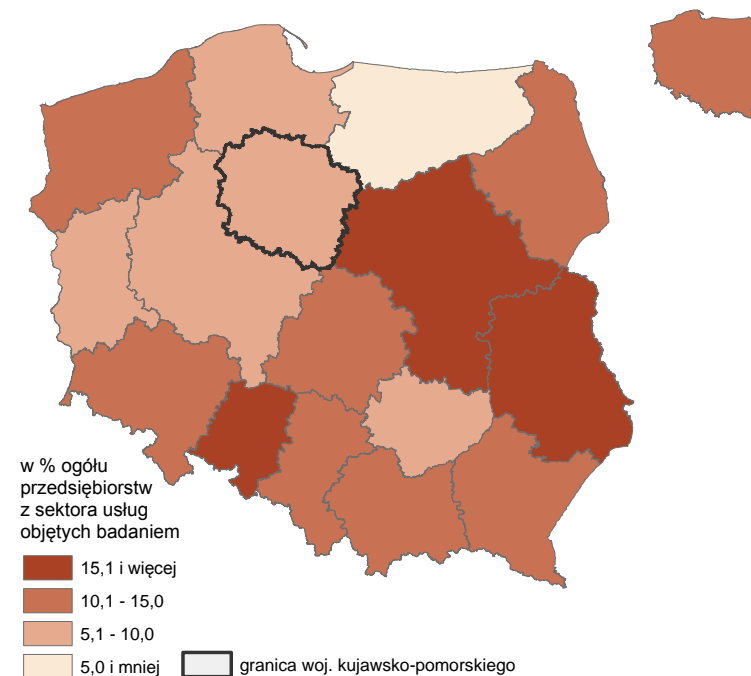 w % ogółu
przedsiębiorstw
z sektora usług
objętych badaniem
15,1 i więcej
10,1 - 15,0
5,1 - 10,0
5,0 i mniej
granica woj. kujawsko-pomorskiego